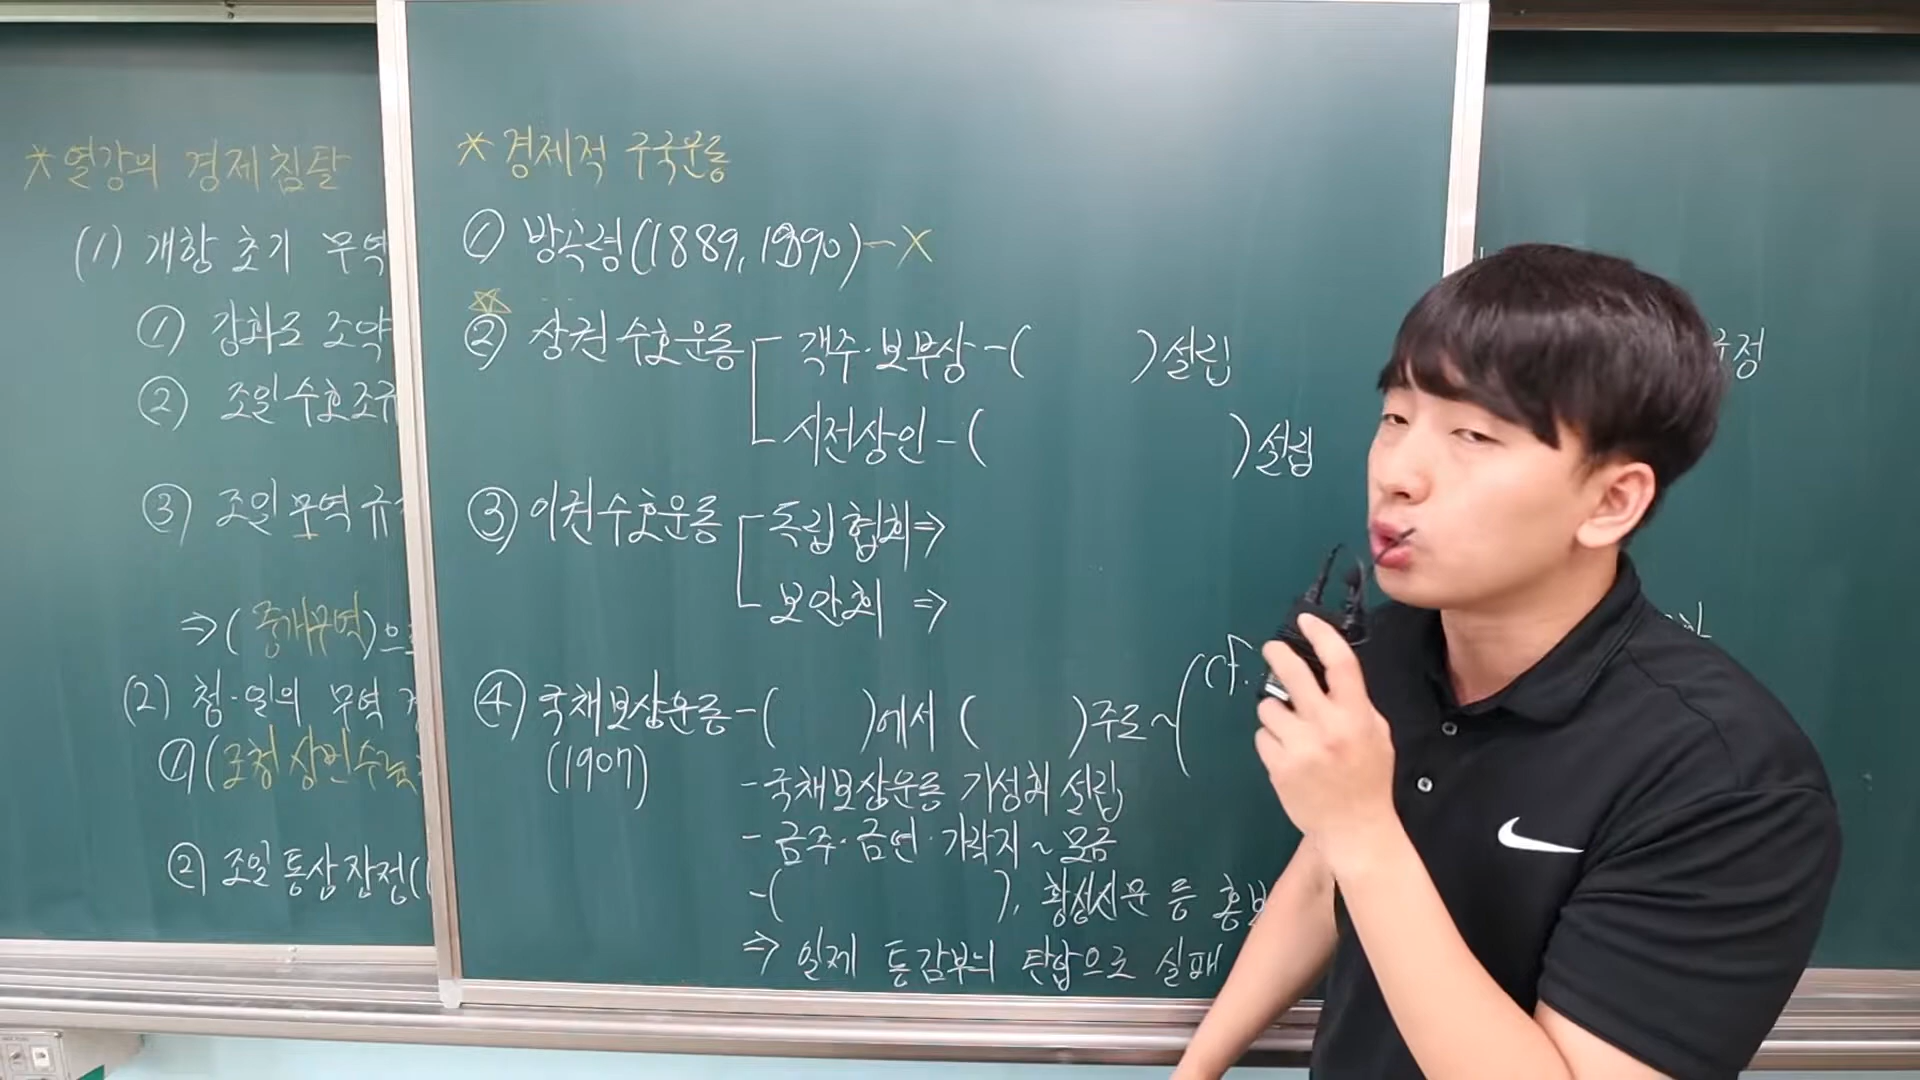 *열강의 경제침탈
(1) 개항 초기 무역
① 강화도 조약
② 조일수호조규
③ 조일무역규
⇒(중개무역)으로
(2) 청·일의 무역
①(조청상민수륙
② 조일통상장정(
*경제적 구국운동
① 방곡령(1889, 1890)-X
② 상권수호운동
객주·보부상-( )설립
시전상인-( )설립
③ 이권수호운동
독립협회⇒
보안회 ⇒
④ 국채보상운동-( )에서 ( )주도~(cf.
(1907)
- 국채보상운동 기성회 설립
- 금주·금연·가락지~모금
-( ), 황성신문 등 홍보
⇒ 일제 통감부의 탄압으로 실패
규정